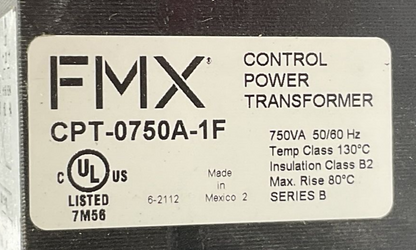 FMX®
CONTROL
POWER
TRANSFORMER
CPT-0750A-1F
750VA 50/60 Hz
Temp Class 130°C
Insulation Class B2
Max. Rise 80°C
SERIES B
C UL US
LISTED
7M56
6-2112
Made in
Mexico 2